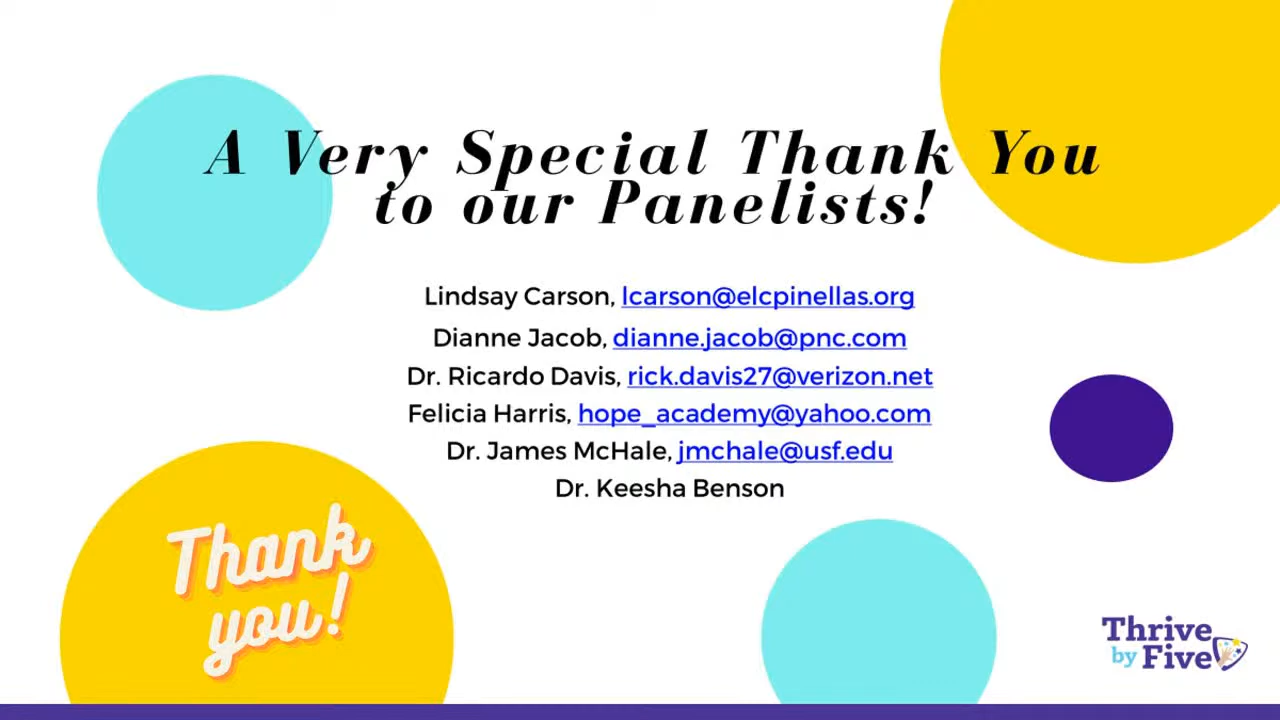 A Very Special Thank You
to our Panelists!
Lindsay Carson, lcarson@elcpinellas.org
Dianne Jacob, dianne.jacob@pnc.com
Dr. Ricardo Davis, rick.davis27@verizon.net
Felicia Harris, hope_academy@yahoo.com
Dr. James McHale, jmchale@usf.edu
Dr. Keesha Benson
Thank
you!
Thrive
by Five